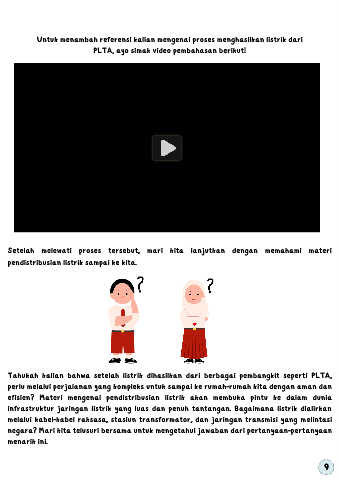 Untuk menambah referensi kalian mengenai proses menghasilkan listrik dari
PLTA, ayo simak video pembahasan berikut!
Setelah melewati proses tersebut, mari kita lanjutkan dengan memahami materi
pendistribusian listrik sampai ke kita.
? ?
Tahukah kalian bahwa setelah listrik dihasilkan dari berbagai pembangkit seperti PLTA,
perlu melalui perjalanan yang kompleks untuk sampai ke rumah-rumah kita dengan aman dan
efisien? Materi mengenai pendistribusian listrik akan membuka pintu ke dalam dunia
infrastruktur jaringan listrik yang luas dan penuh tantangan. Bagaimana listrik dialirkan
melalui kabel-kabel raksasa, stasiun transformator, dan jaringan transmisi yang melintasi
negara? Mari kita telusuri bersama untuk mengetahui jawaban dari pertanyaan-pertanyaan
menarik ini.
9